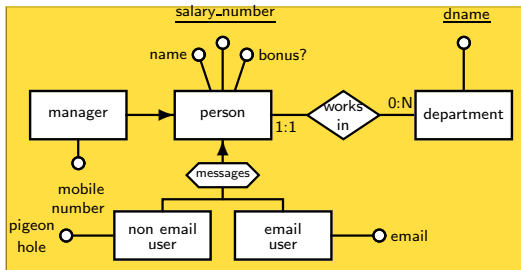 salary_number
dname
name
bonus?
manager
person
works
in
0:N
department
1:1
messages
mobile
number
pigeon
hole
non email
user
email
user
email